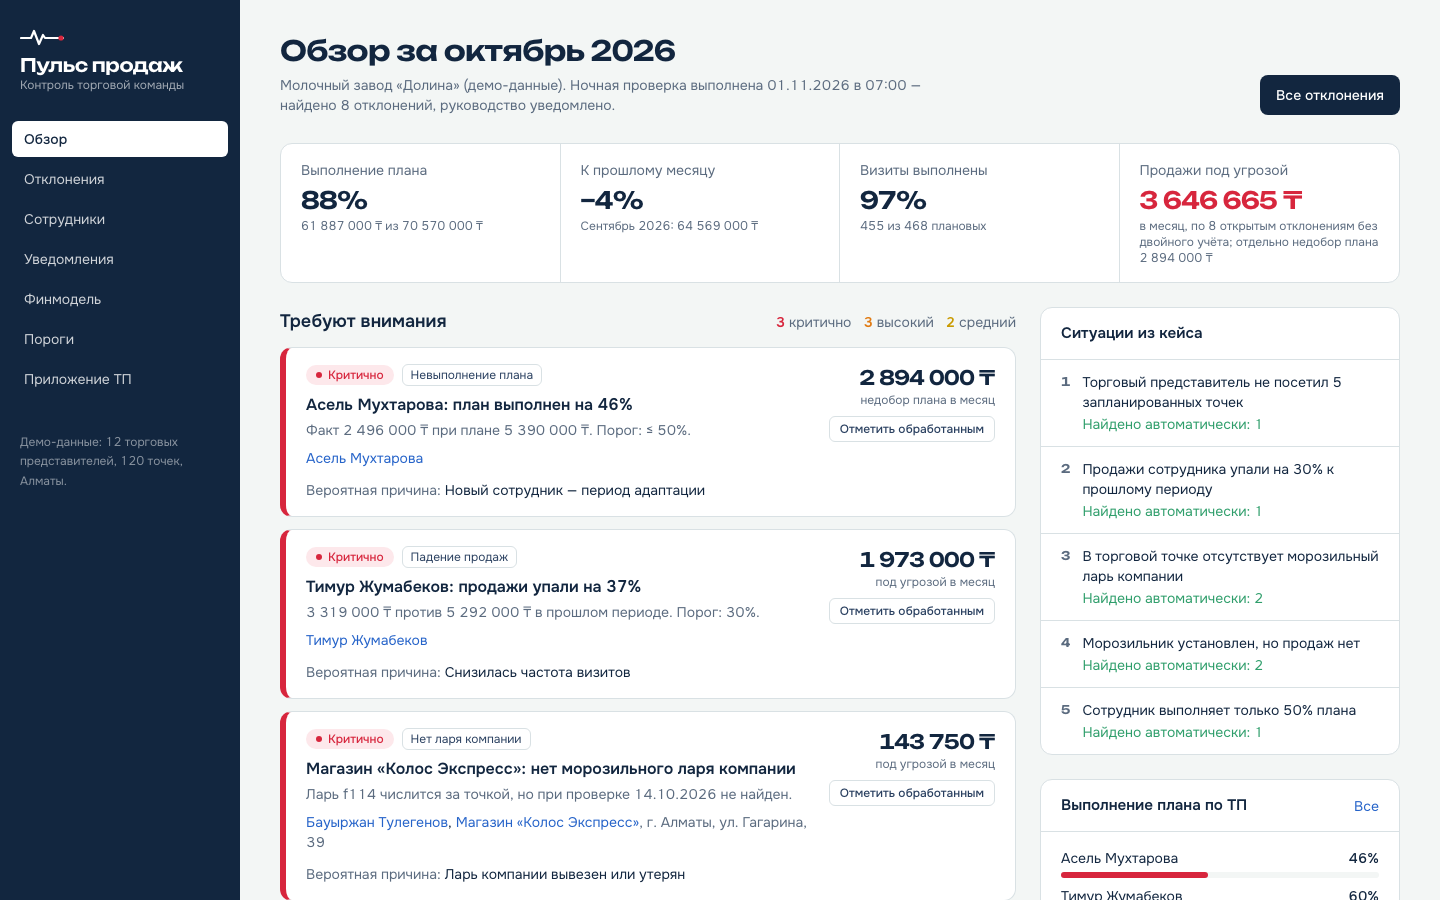 Пульс продаж
Контроль торговой команды
Обзор
Отклонения
Сотрудники
Уведомления
Финмодель
Пороги
Приложение ТП
Демо-данные: 12 торговых
представителей, 120 точек,
Алматы.
Обзор за октябрь 2026
Молочный завод «Долина» (демо-данные). Ночная проверка выполнена 01.11.2026 в 07:00 —
найдено 8 отклонений, руководство уведомлено.
Все отклонения
Выполнение плана
88%
61 887 000 ₸ из 70 570 000 ₸
К прошлому месяцу
−4%
Сентябрь 2026: 64 569 000 ₸
Визиты выполнены
97%
455 из 468 плановых
Продажи под угрозой
3 646 665 ₸
в месяц, по 8 открытым отклонениям без
двойного учёта; отдельно недобор плана
2 894 000 ₸
Требуют внимания
3 критично 3 высокий 2 средний
Критично
Невыполнение плана
Асель Мухтарова: план выполнен на 46%
Факт 2 496 000 ₸ при плане 5 390 000 ₸. Порог: ≤ 50%.
Асель Мухтарова
Вероятная причина: Новый сотрудник — период адаптации
2 894 000 ₸
недобор плана в месяц
Отметить обработанным
Критично
Падение продаж
Тимур Жумабеков: продажи упали на 37%
3 319 000 ₸ против 5 292 000 ₸ в прошлом периоде. Порог: 30%.
Тимур Жумабеков
Вероятная причина: Снизилась частота визитов
1 973 000 ₸
под угрозой в месяц
Отметить обработанным
Критично
Нет ларя компании
Магазин «Колос Экспресс»: нет морозильного ларя компании
Ларь f114 числится за точкой, но при проверке 14.10.2026 не найден.
Бауыржан Тулегенов, Магазин «Колос Экспресс», г. Алматы, ул. Гагарина,
39
Вероятная причина: Ларь компании вывезен или утерян
143 750 ₸
под угрозой в месяц
Отметить обработанным
Ситуации из кейса
1 Торговый представитель не посетил 5
запланированных точек
Найдено автоматически: 1
2 Продажи сотрудника упали на 30% к
прошлому периоду
Найдено автоматически: 1
3 В торговой точке отсутствует морозильный
ларь компании
Найдено автоматически: 2
4 Морозильник установлен, но продаж нет
Найдено автоматически: 2
5 Сотрудник выполняет только 50% плана
Найдено автоматически: 1
Выполнение плана по ТП
Все
Асель Мухтарова 46%
Тимур Жумабеков 60%